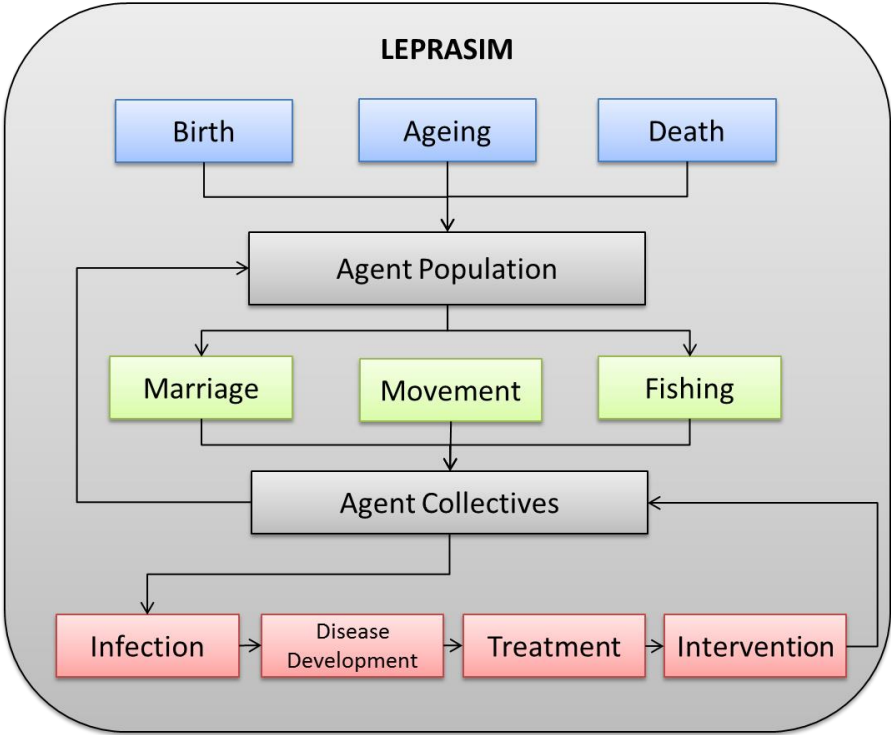 LEPRASIM
Birth
Ageing
Death
Agent Population
Marriage
Movement
Fishing
Agent Collectives
Infection
Disease
Development
Treatment
Intervention